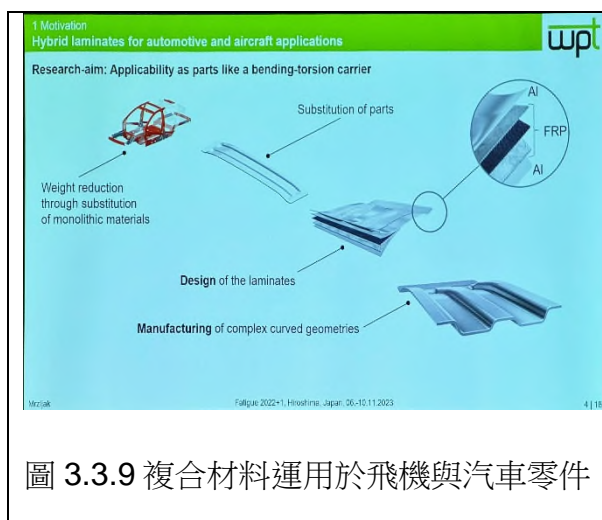 1 Motivation
Hybrid laminates for automotive and aircraft applications
wpt
Research-aim: Applicability as parts like a bending-torsion carrier
Substitution of parts
Al
FRP
Al
Weight reduction
through substitution
of monolithic materials
Design of the laminates
Manufacturing of complex curved geometries
Mrzljak
Fatigue 2022+1, Hiroshima, Japan, 06.-10.11.2023
4 | 18
圖 3.3.9 複合材料運用於飛機與汽車零件